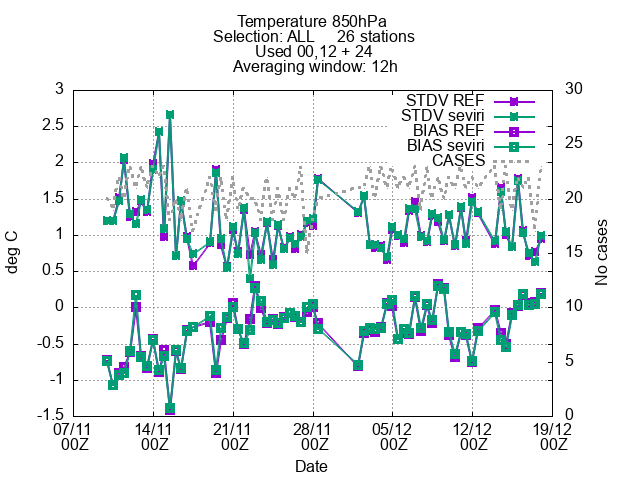 Temperature 850hPa
Selection: ALL 26 stations
Used 00,12 + 24
Averaging window: 12h
STDV REF
STDV seviri
BIAS REF
BIAS seviri
CASES
3
2.5
2
1.5
1
0.5
0
-0.5
-1
-1.5
deg C
30
25
20
15
10
5
0
No cases
07/11 14/11 21/11 28/11 05/12 12/12 19/12
00Z 00Z 00Z 00Z 00Z 00Z 00Z
Date